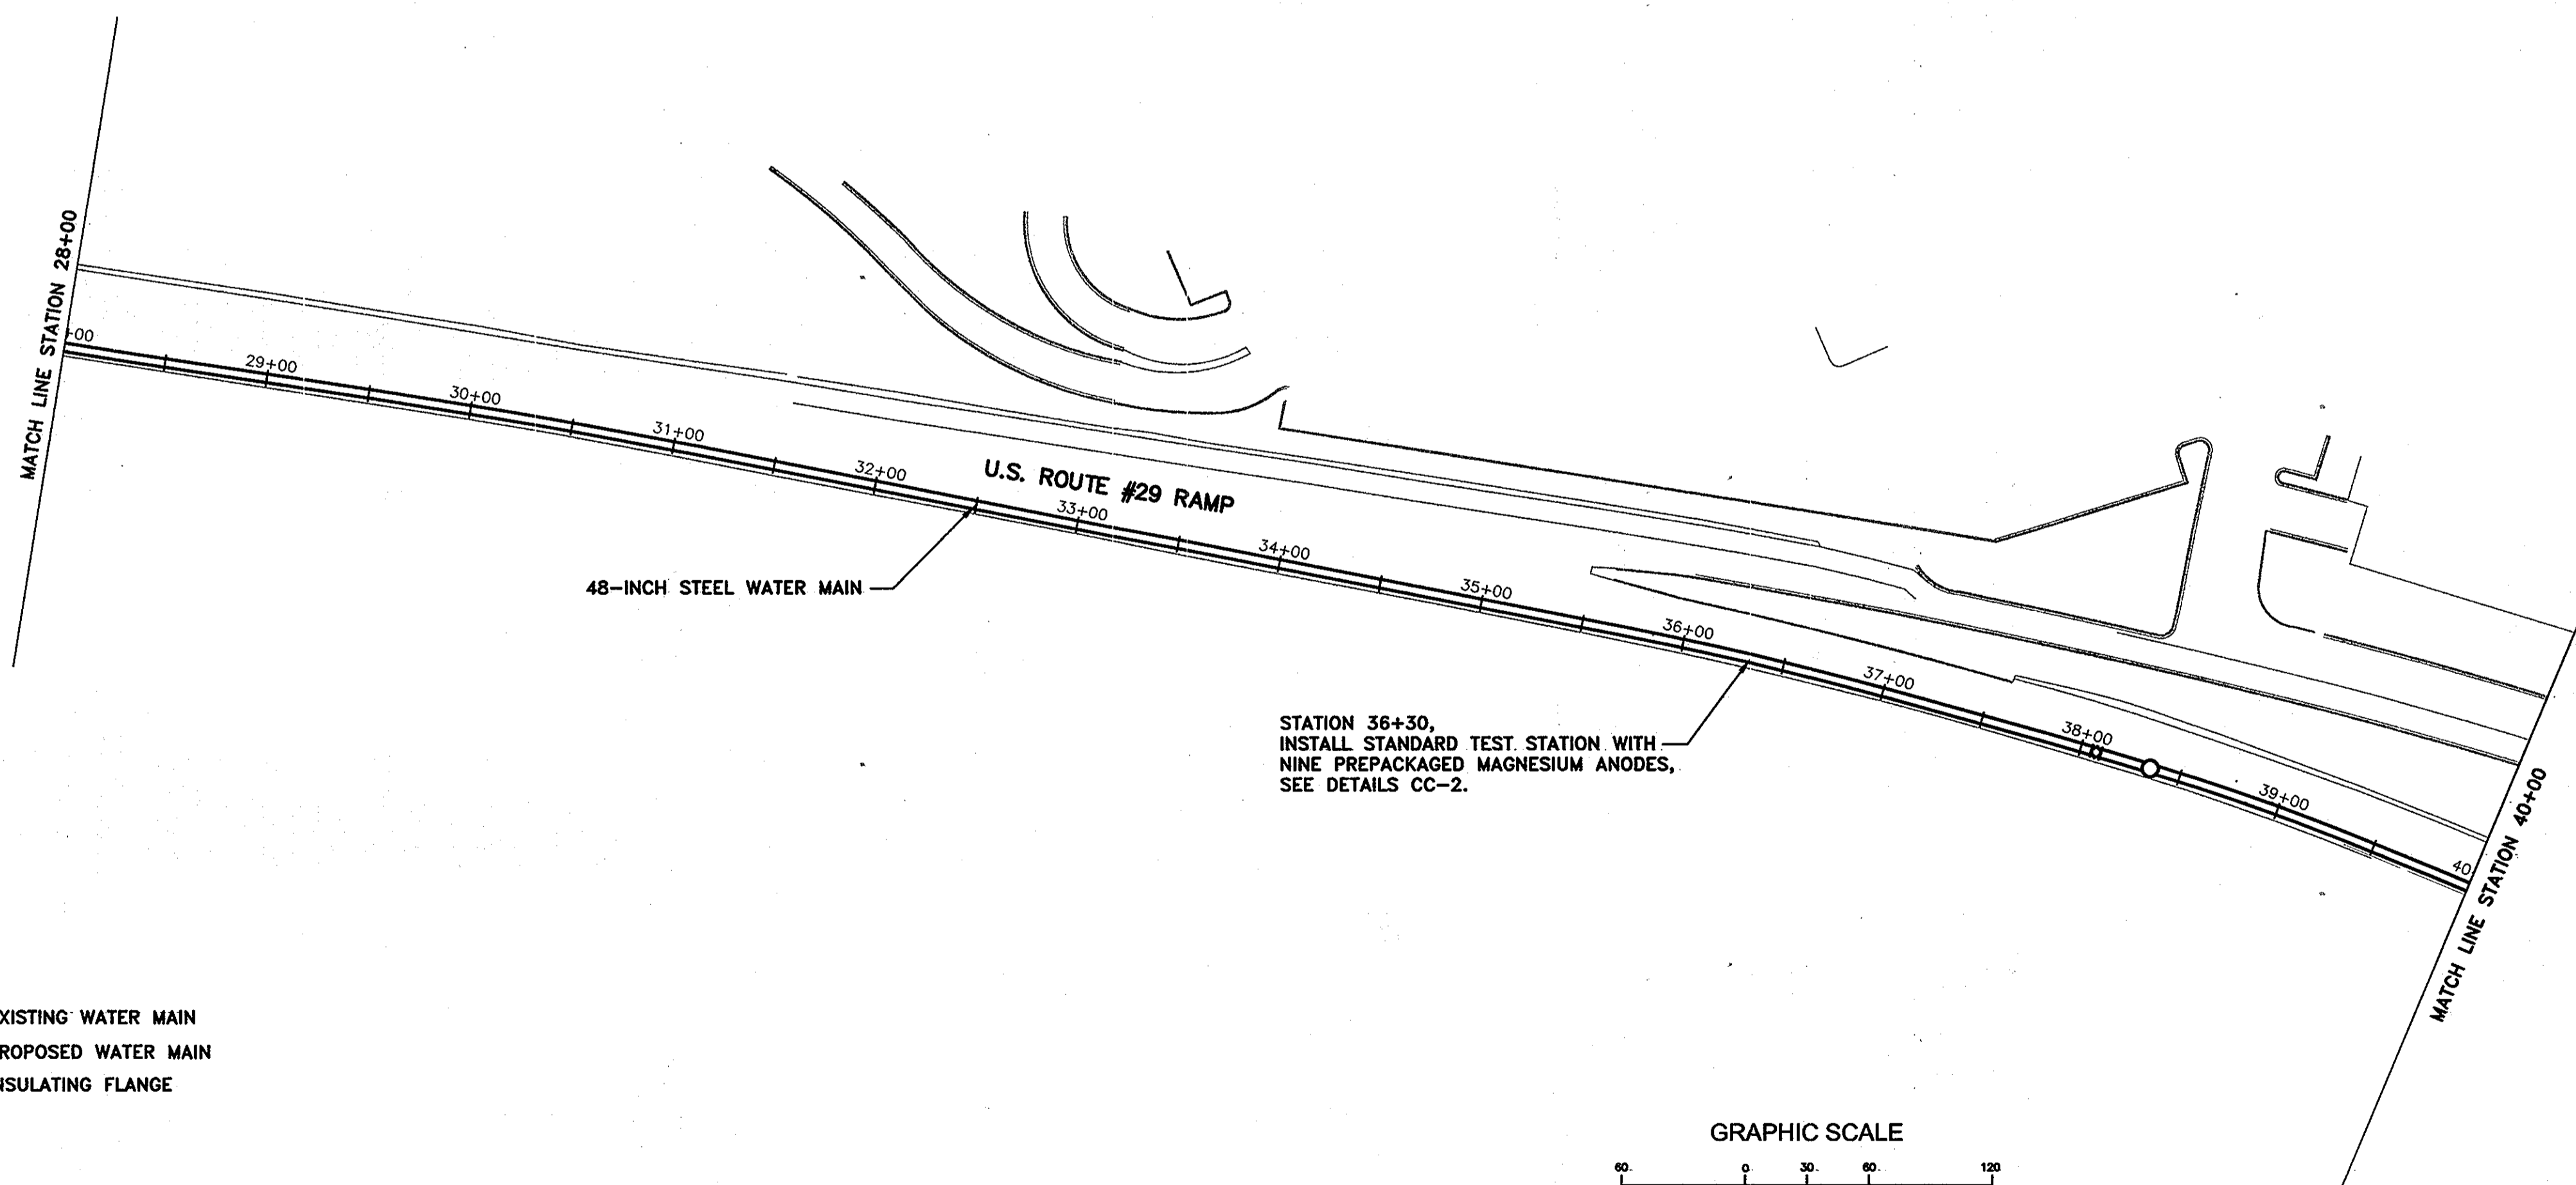 MATCH LINE STATION 28+00
+00
29+00
30+00
31+00
32+00
33+00
34+00
35+00
36+00
37+00
38+00
39+00
40
U.S. ROUTE #29 RAMP
48-INCH STEEL WATER MAIN
STATION 36+30,
INSTALL STANDARD TEST STATION WITH
NINE PREPACKAGED MAGNESIUM ANODES,
SEE DETAILS CC-2.
MATCH LINE STATION 40+00
XISTING WATER MAIN
ROPOSED WATER MAIN
NSULATING FLANGE
GRAPHIC SCALE
60 0 30 60 120